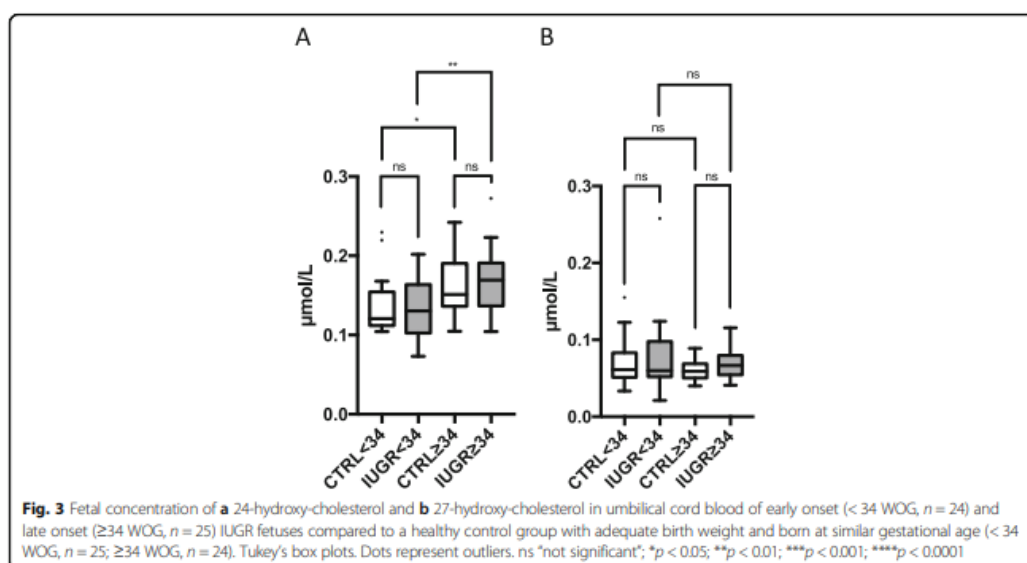 A
B
**
ns
*
ns
ns
ns
ns
ns
0.3
0.2
0.1
0.0
µmol/L
CTRL<34
IUGR<34
CTRL≥34
IUGR≥34
0.3
0.2
0.1
0.0
µmol/L
CTRL<34
IUGR<34
CTRL≥34
IUGR≥34
Fig. 3 Fetal concentration of a 24-hydroxy-cholesterol and b 27-hydroxy-cholesterol in umbilical cord blood of early onset (< 34 WOG, n = 24) and
late onset (≥34 WOG, n = 25) IUGR fetuses compared to a healthy control group with adequate birth weight and born at similar gestational age (< 34
WOG, n = 25; ≥34 WOG, n = 24). Tukey's box plots. Dots represent outliers. ns "not significant"; *p < 0.05; **p < 0.01; ***p < 0.001; ****p < 0.0001